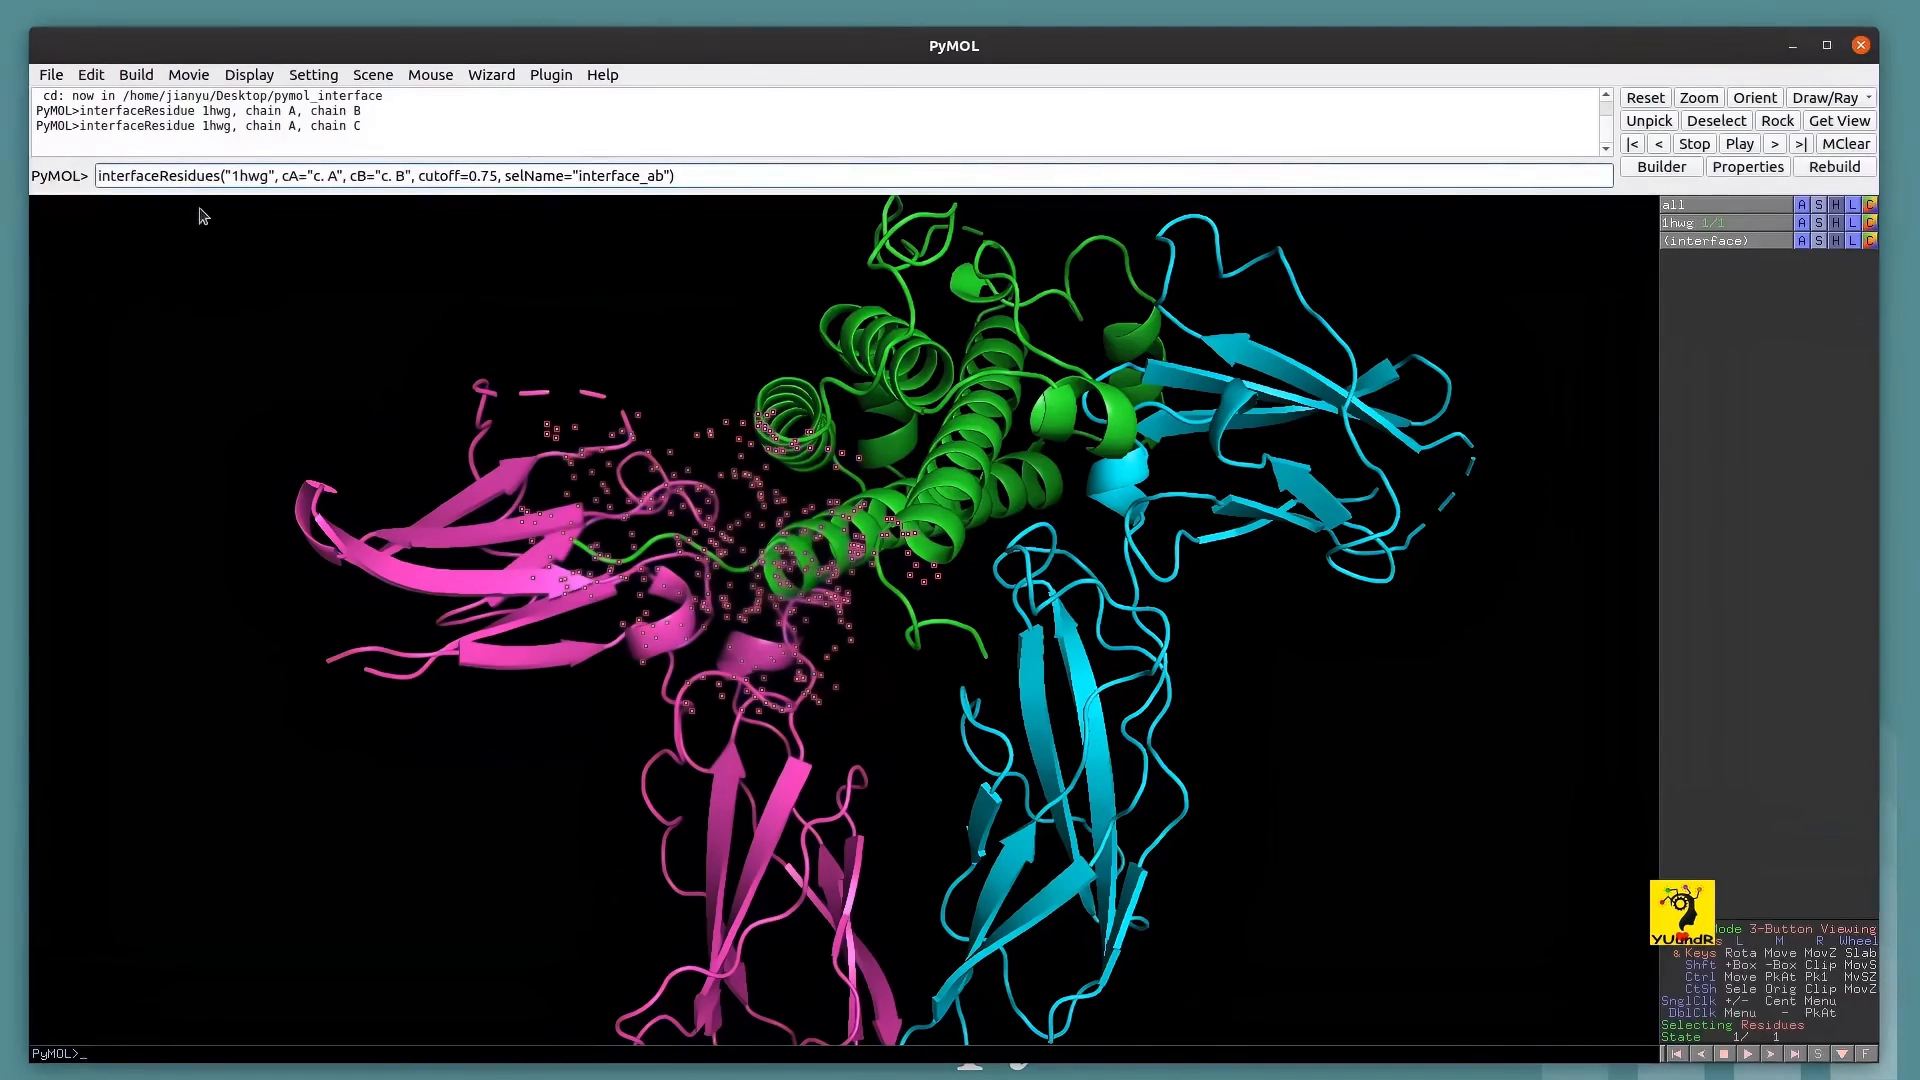 PyMOL
File Edit Build Movie Display Setting Scene Mouse Wizard Plugin Help
cd: now in /home/jianyu/Desktop/pymol_interface
PyMOL>interfaceResidue 1hwg, chain A, chain B
PyMOL>interfaceResidue 1hwg, chain A, chain C
PyMOL> interfaceResidues("1hwg", cA="c. A", cB="c. B", cutoff=0.75, selName="interface_ab")
Reset Zoom Orient Draw/Ray
Unpick Deselect Rock Get View
|< < Stop Play > >| MClear
Builder Properties Rebuild
all A S H L C
1hwg 1/1 A S H L C
(interface) A S H L C
YULindR
Mode 3-Button Viewing
L M R Wheel
& Keys Rota Move MovZ Slab
Shft +Box -Box Clip MovS
Ctrl Move PkAt Pk1 MvSZ
CtSh Sele Orig Clip MovZ
SnglClk +/- Cent Menu
DblClk Menu - PkAt
Selecting Residues
State 1/ 1
S F
PyMOL>_